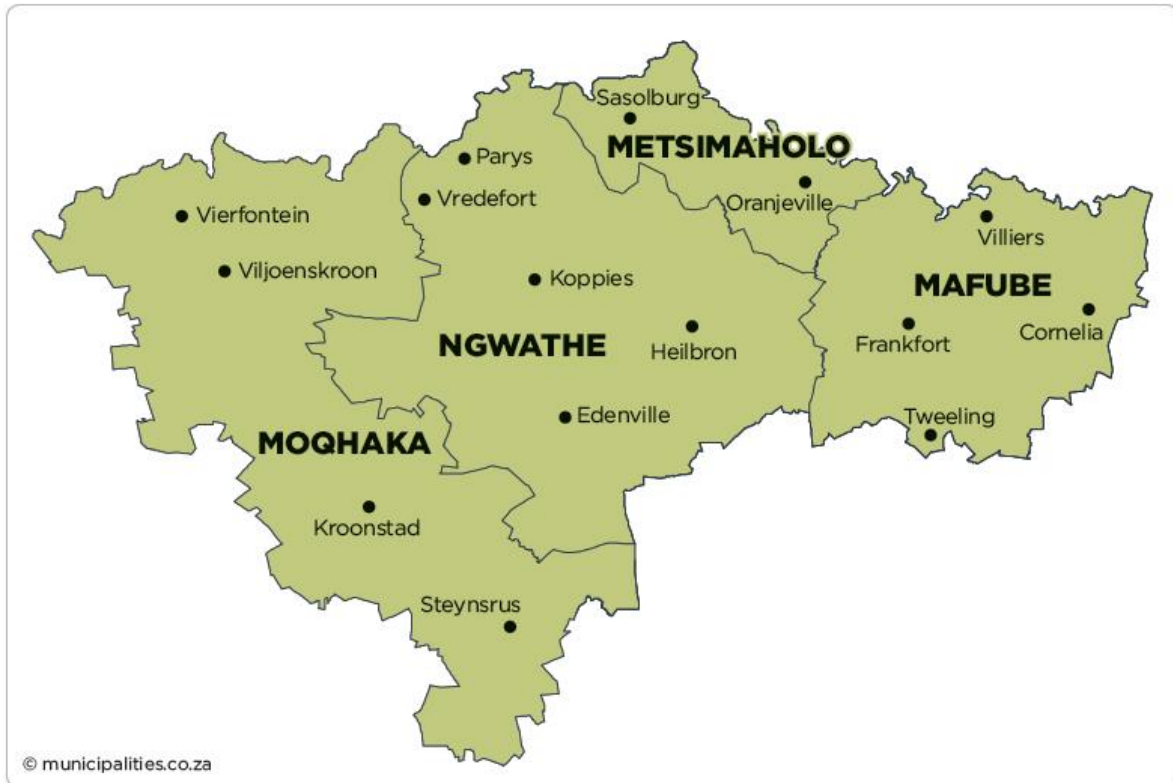 Sasolburg
METSIMAHOLO
Parys
Vredefort
Oranjeville
Vierfontein
Villiers
Viljoenskroon
Koppies
MAFUBE
Cornelia
NGWATHE
Heilbron
Frankfort
Edenville
Tweeling
MOQHAKA
Kroonstad
Steynsrus
© municipalities.co.za